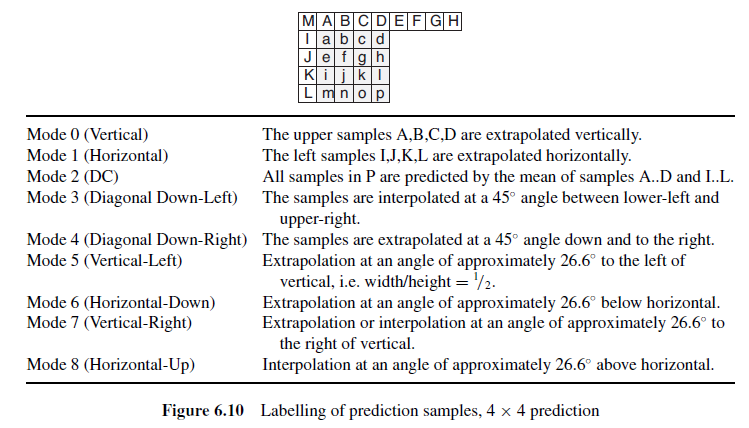 M A B C D E F G H
I a b c d
J e f g h
K i j k l
L m n o p
Mode 0 (Vertical) The upper samples A,B,C,D are extrapolated vertically.
Mode 1 (Horizontal) The left samples I,J,K,L are extrapolated horizontally.
Mode 2 (DC) All samples in P are predicted by the mean of samples A..D and I..L.
Mode 3 (Diagonal Down-Left) The samples are interpolated at a 45° angle between lower-left and
upper-right.
Mode 4 (Diagonal Down-Right) The samples are extrapolated at a 45° angle down and to the right.
Mode 5 (Vertical-Left) Extrapolation at an angle of approximately 26.6° to the left of
vertical, i.e. width/height = 1/2.
Mode 6 (Horizontal-Down) Extrapolation at an angle of approximately 26.6° below horizontal.
Mode 7 (Vertical-Right) Extrapolation or interpolation at an angle of approximately 26.6° to
the right of vertical.
Mode 8 (Horizontal-Up) Interpolation at an angle of approximately 26.6° above horizontal.
Figure 6.10 Labelling of prediction samples, 4 × 4 prediction